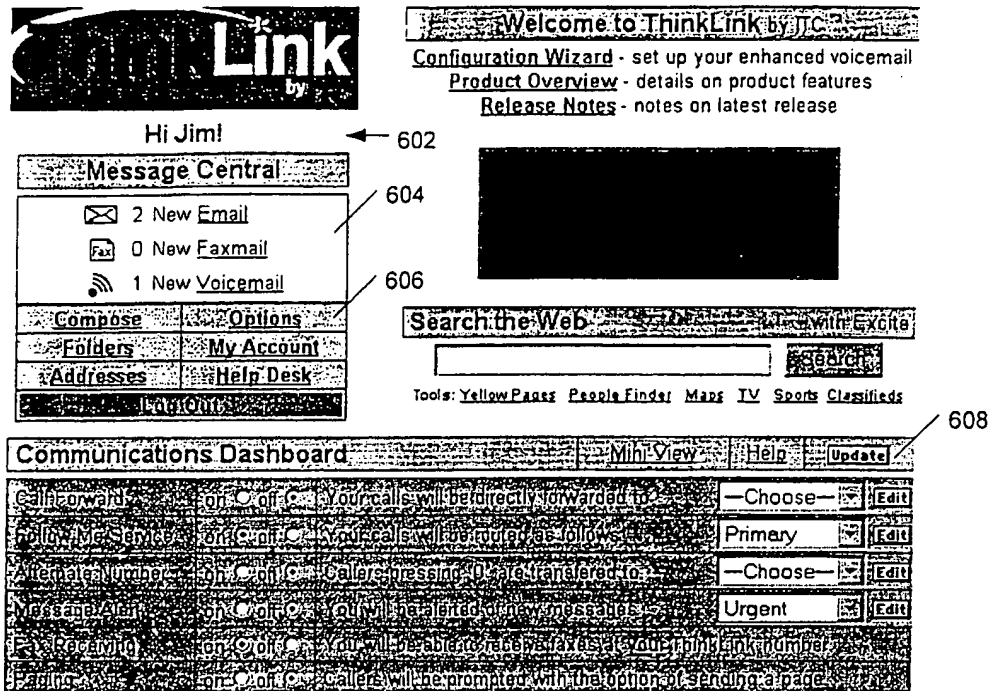 ThinkLink
by
Hi Jim!
602
Message Central
2 New Email
604
Fax 0 New Faxmail
1 New Voicemail
606
Compose Options
Folders My Account
Addresses Help Desk
Log Out
Welcome to ThinkLink by JTC
Configuration Wizard - set up your enhanced voicemail
Product Overview - details on product features
Release Notes - notes on latest release
Search the Web with Excite
Search
Tools: Yellow Pages People Finder Maps TV Sports Classifieds
608
Communications Dashboard Mini View Help Update
Call Forward on off Your calls will be directly forwarded to —Choose— Edit
Follow Me Service on off Your calls will be routed as follows Primary Edit
Alternate Number on off Callers pressing '0' are transfered to —Choose— Edit
Message Alert on off You will be alerted of new messages Urgent Edit
Fax Receiving on off You will be able to receive faxes at your ThinkLink number
Paging on off Callers will be prompted with the option of sending a page